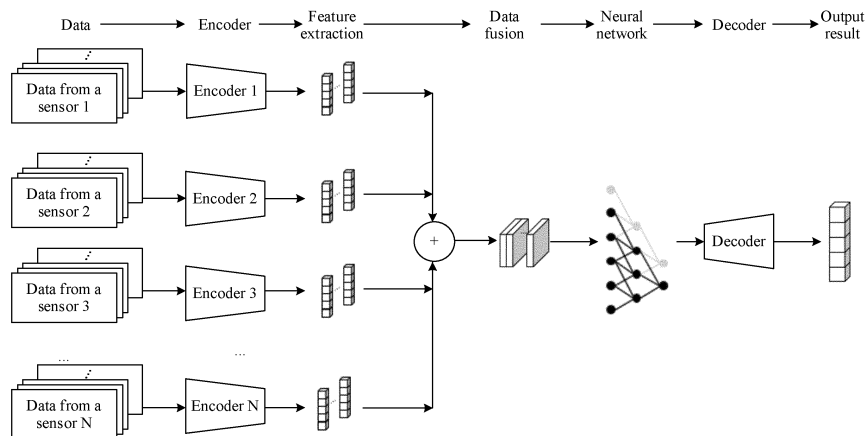 Data
Encoder
Feature
extraction
Data
fusion
Neural
network
Decoder
Output
result
Data from a
sensor 1
Encoder 1
Data from a
sensor 2
Encoder 2
+
Decoder
Data from a
sensor 3
Encoder 3
...
...
Data from a
sensor N
Encoder N